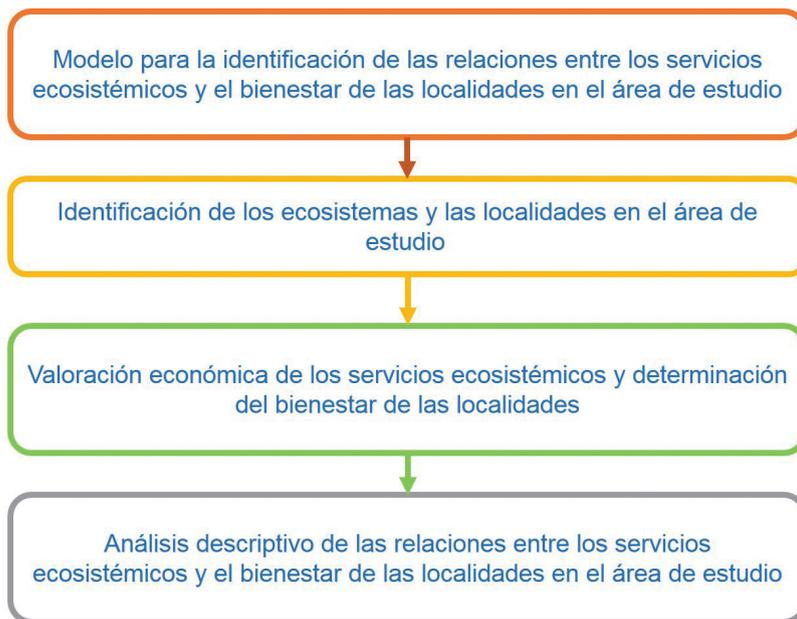 Modelo para la identificación de las relaciones entre los servicios
ecosistémicos y el bienestar de las localidades en el área de estudio
Identificación de los ecosistemas y las localidades en el área de
estudio
Valoración económica de los servicios ecosistémicos y determinación
del bienestar de las localidades
Análisis descriptivo de las relaciones entre los servicios
ecosistémicos y el bienestar de las localidades en el área de estudio